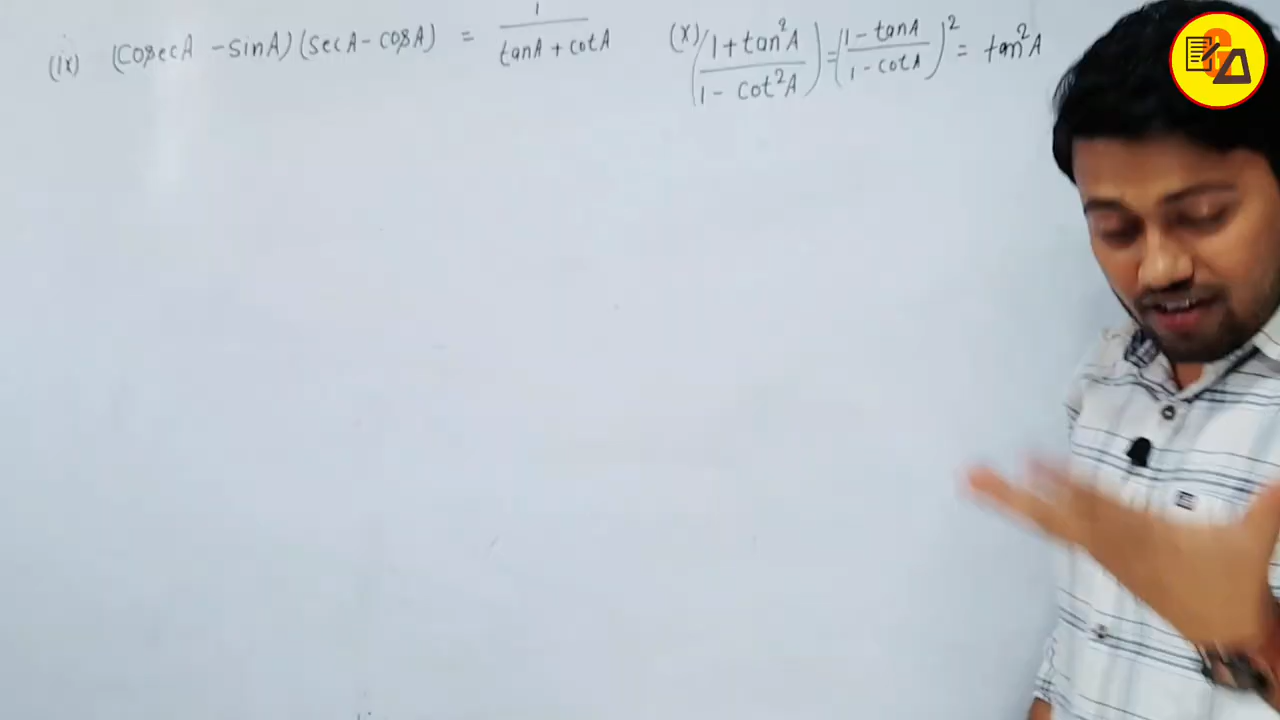 (ix) (CosecA - sinA) (secA - cosA) = 1/(tanA + cotA)
(x) ((1 + tan²A)/(1 - cot²A)) = ((1 - tanA)/(1 - cotA))² = tan²A